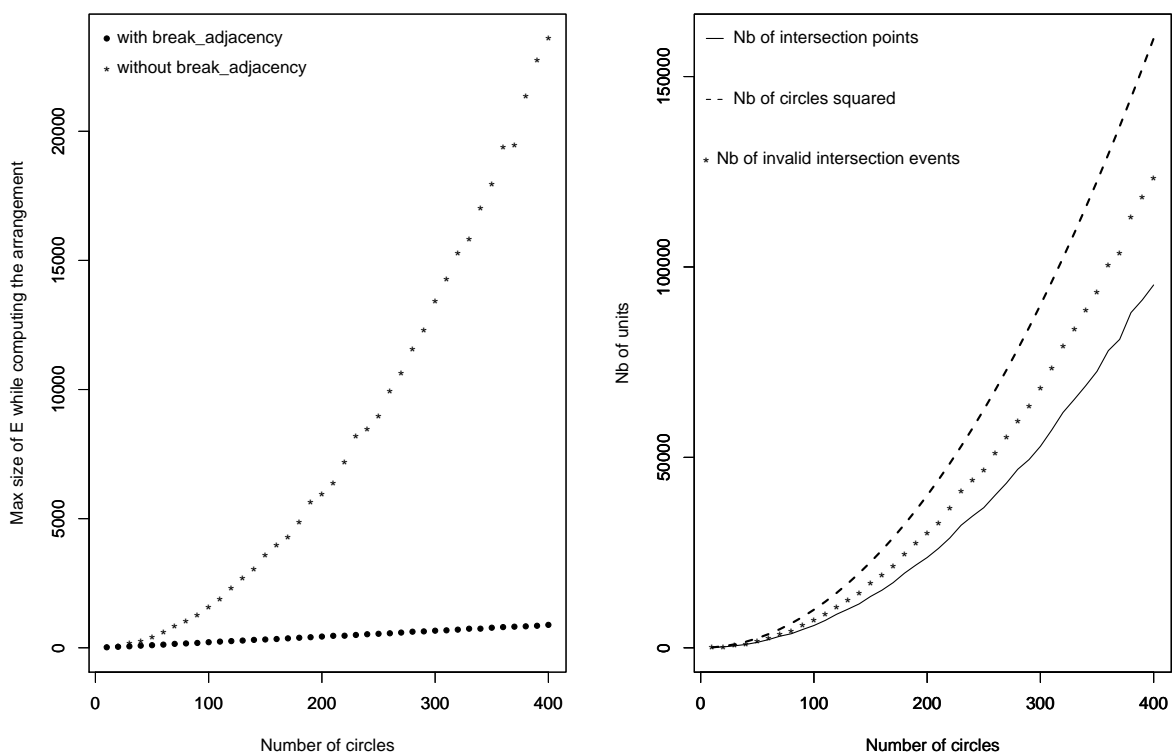 with break_adjacency
without break_adjacency
Max size of E while computing the arrangement
20000
15000
10000
5000
0
0
100
200
300
400
Number of circles
Nb of intersection points
Nb of circles squared
Nb of invalid intersection events
Nb of units
150000
100000
50000
0
0
100
200
300
400
Number of circles